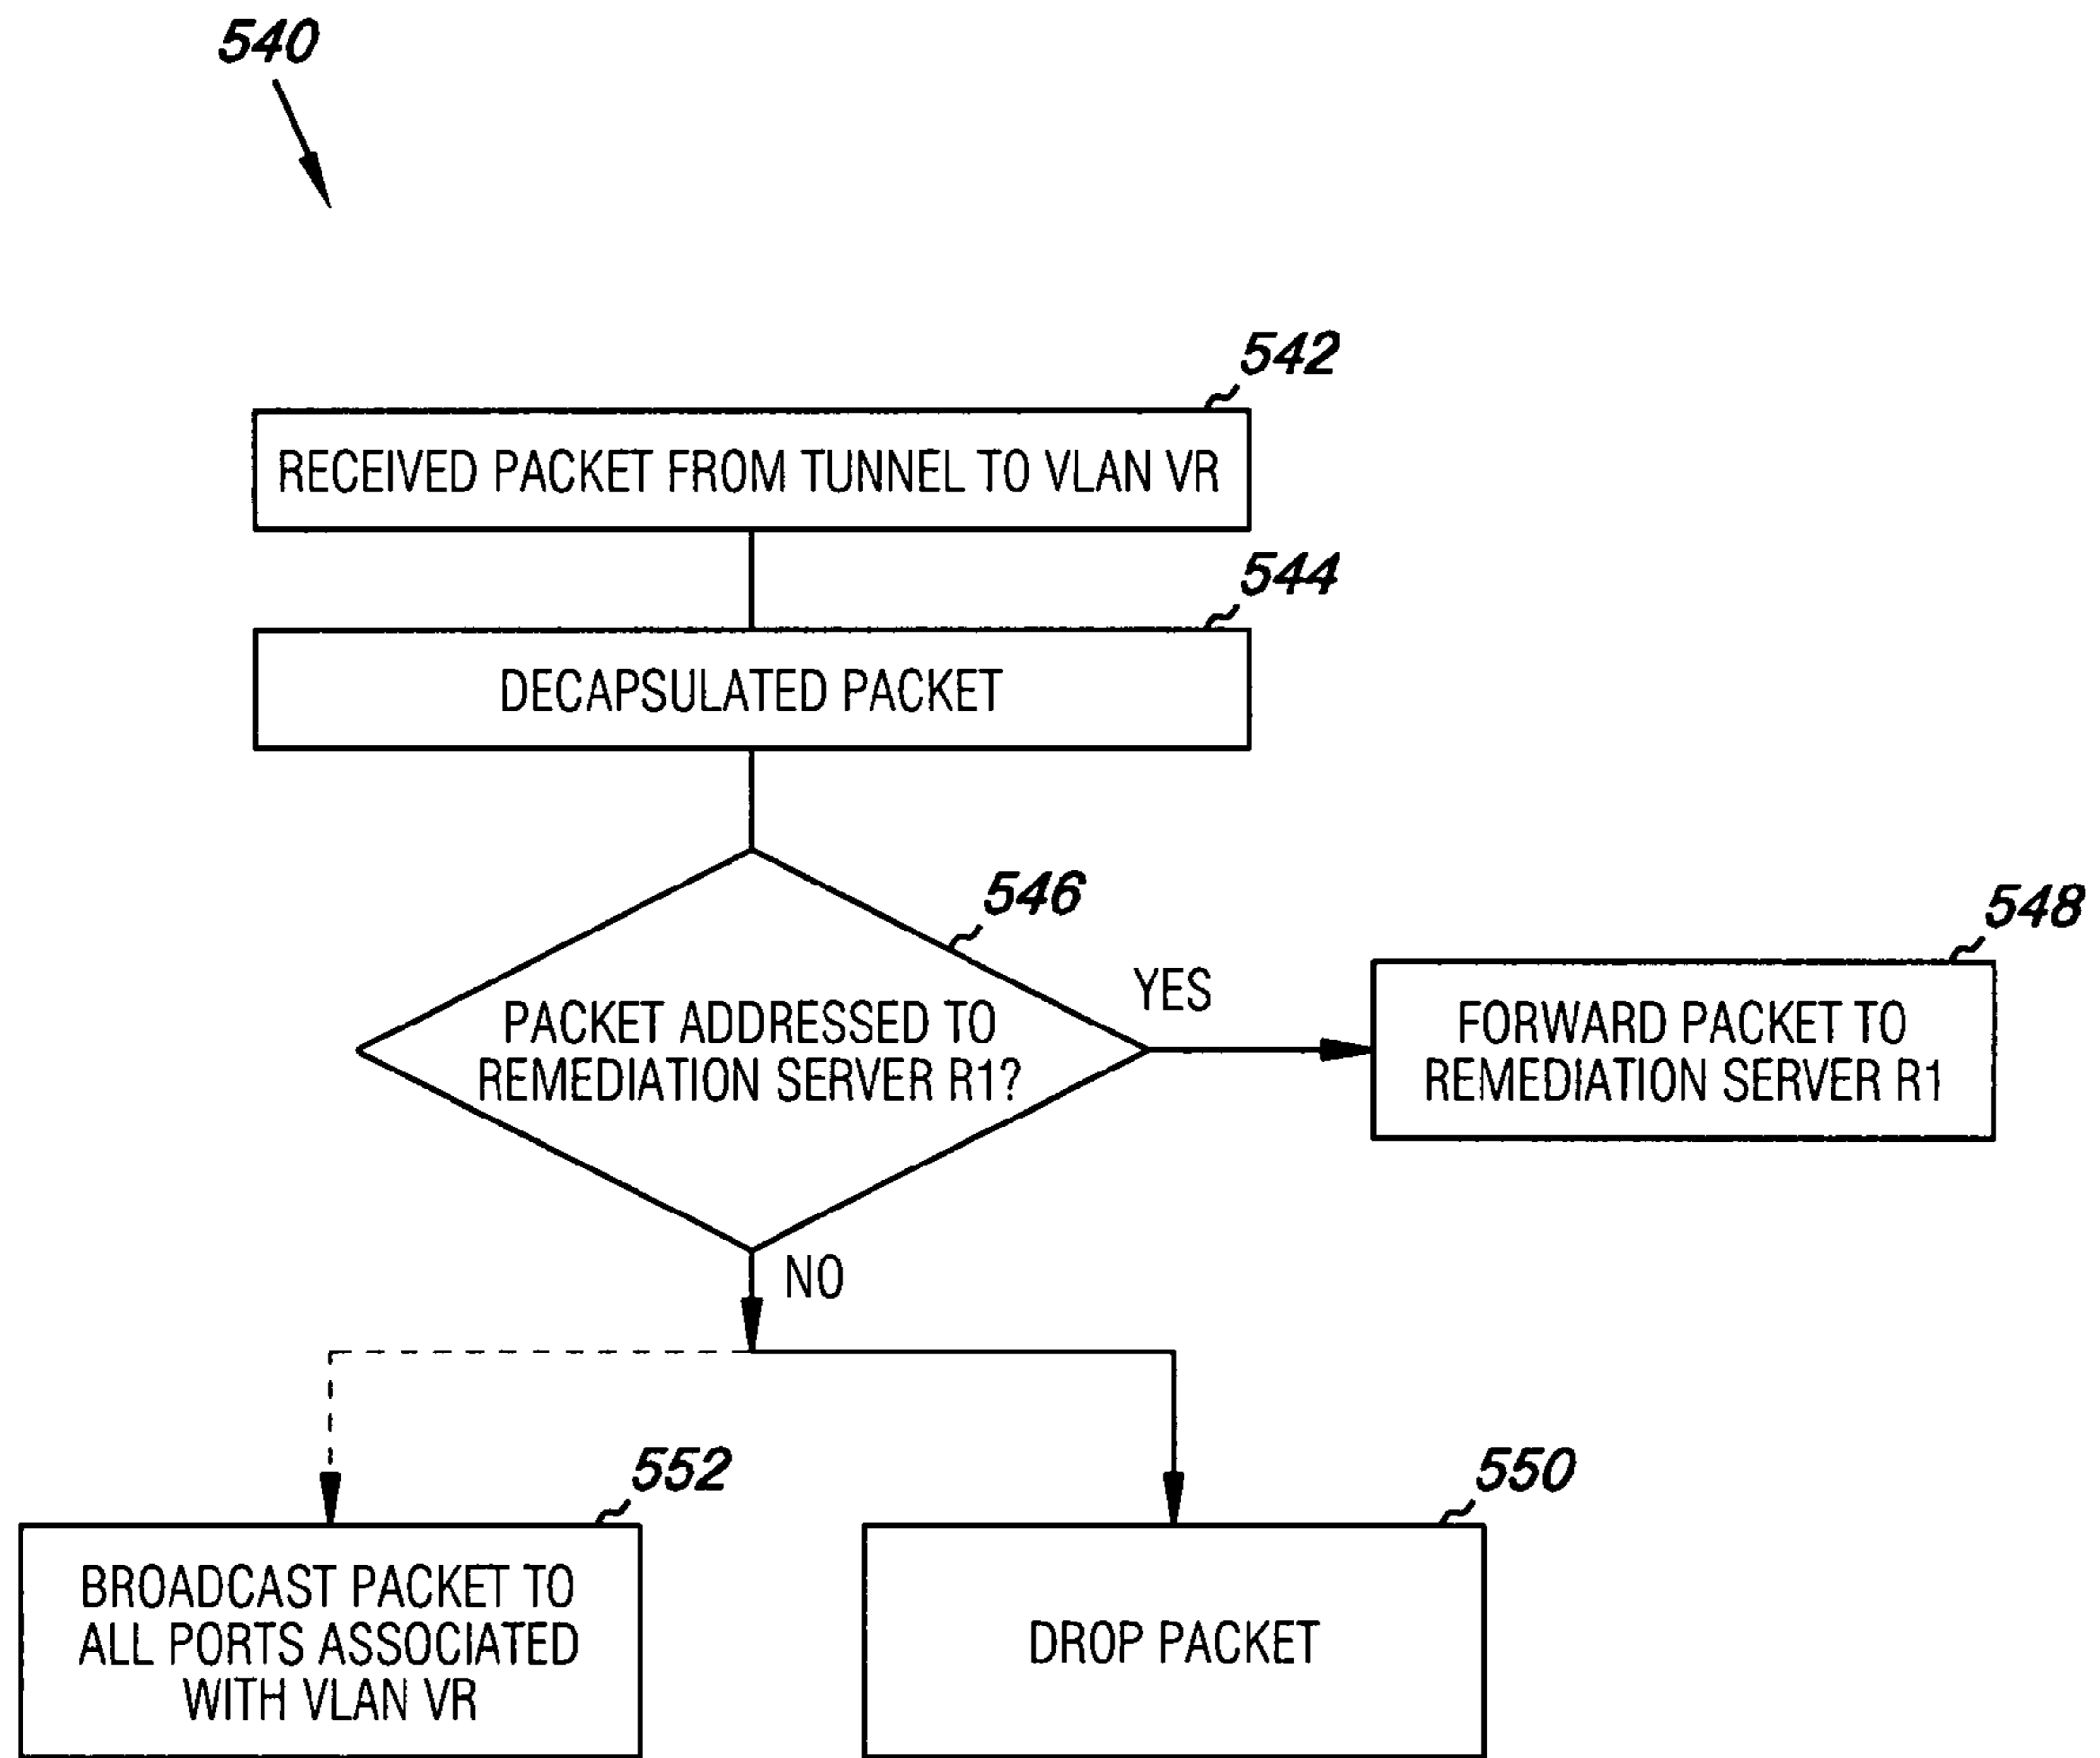 540
542
RECEIVED PACKET FROM TUNNEL TO VLAN VR
544
DECAPSULATED PACKET
546
PACKET ADDRESSED TO
REMEDIATION SERVER R1?
YES
548
FORWARD PACKET TO
REMEDIATION SERVER R1
NO
552
BROADCAST PACKET TO
ALL PORTS ASSOCIATED
WITH VLAN VR
550
DROP PACKET